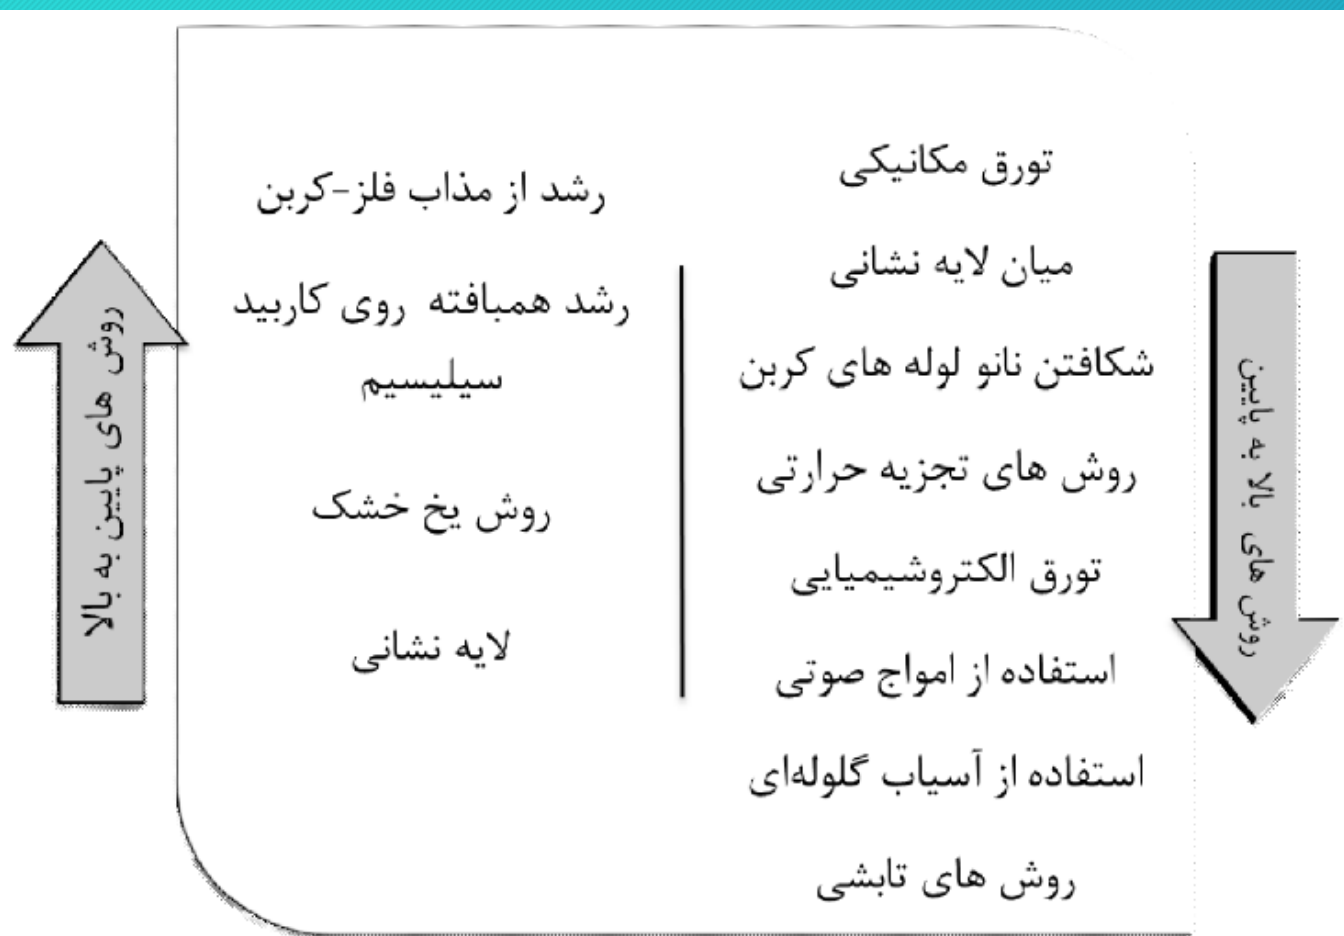 روش های بالا به پایین
تورق مکانیکی
میان لایه نشانی
شکافتن نانو لوله های کربن
روش های تجزیه حرارتی
تورق الکتروشیمیایی
استفاده از امواج صوتی
استفاده از آسیاب گلوله‌ای
روش های تابشی
رشد از مذاب فلز-کربن
رشد همبافته روی کاربید
سیلیسیم
روش یخ خشک
لایه نشانی
روش های پایین به بالا